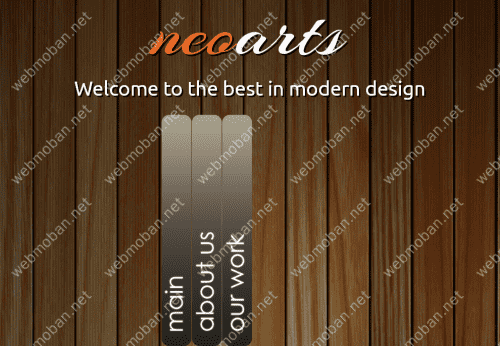 neoarts
Welcome to the best in modern design
main
about us
our work
webmoban.net